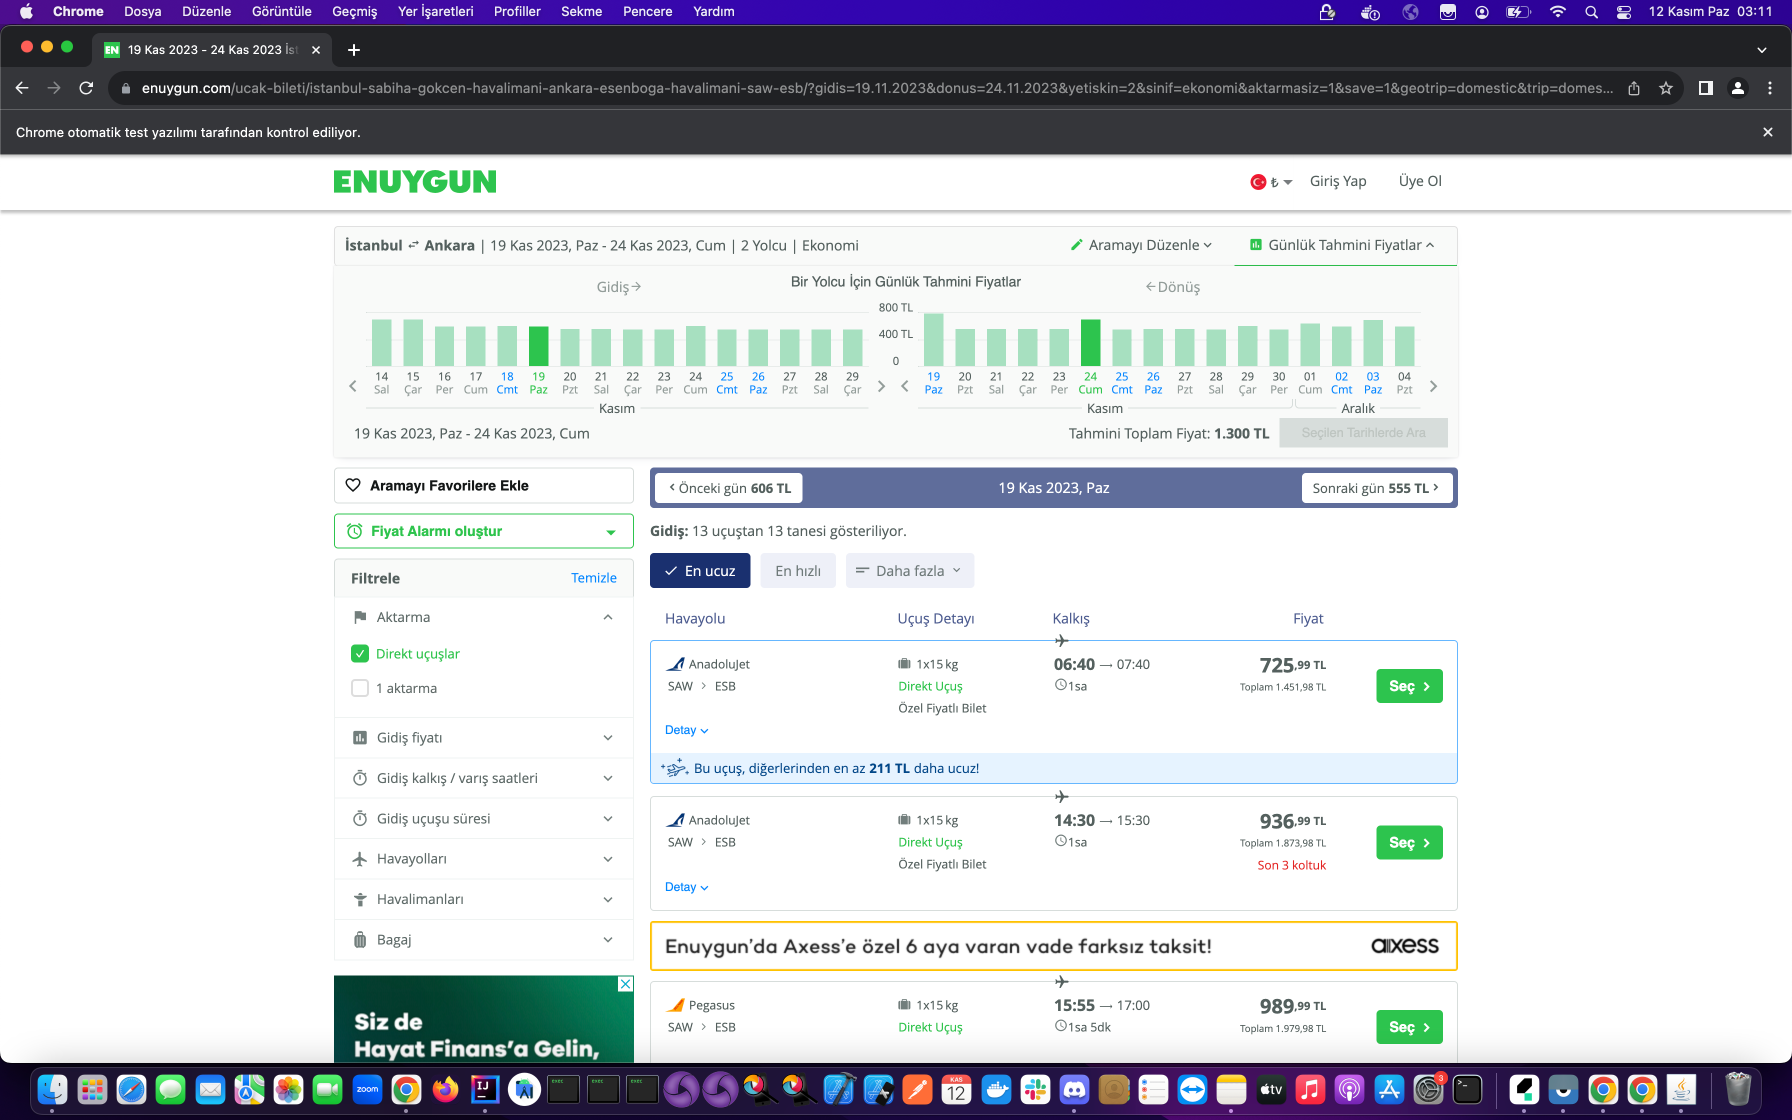 Chrome Dosya Düzenle Görüntüle Geçmiş Yer İşaretleri Profiller Sekme Pencere Yardım 12 Kasım Paz 03:11
EN 19 Kas 2023 - 24 Kas 2023 İst
enuygun.com/ucak-bileti/istanbul-sabiha-gokcen-havalimani-ankara-esenboga-havalimani-saw-esb/?gidis=19.11.2023&donus=24.11.2023&yetiskin=2&sinif=ekonomi&aktarmasiz=1&save=1&geotrip=domestic&trip=domes...
Chrome otomatik test yazılımı tarafından kontrol ediliyor.
ENUYGUN
₺ Giriş Yap Üye Ol
İstanbul ⇄ Ankara | 19 Kas 2023, Paz - 24 Kas 2023, Cum | 2 Yolcu | Ekonomi Aramayı Düzenle Günlük Tahmini Fiyatlar
Bir Yolcu İçin Günlük Tahmini Fiyatlar
Gidiş→ ←Dönüş
800 TL
400 TL
0
14 15 16 17 18 19 20 21 22 23 24 25 26 27 28 29
Sal Çar Per Cum Cmt Paz Pzt Sal Çar Per Cum Cmt Paz Pzt Sal Çar
Kasım
19 20 21 22 23 24 25 26 27 28 29 30 01 02 03 04
Paz Pzt Sal Çar Per Cum Cmt Paz Pzt Sal Çar Per Cum Cmt Paz Pzt
Kasım Aralık
19 Kas 2023, Paz - 24 Kas 2023, Cum Tahmini Toplam Fiyat: 1.300 TL Seçilen Tarihlerde Ara
Aramayı Favorilere Ekle
Fiyat Alarmı oluştur
Filtrele Temizle
Aktarma
Direkt uçuşlar
1 aktarma
Gidiş fiyatı
Gidiş kalkış / varış saatleri
Gidiş uçuşu süresi
Havayolları
Havalimanları
Bagaj
Siz de
Hayat Finans’a Gelin,
Önceki gün 606 TL 19 Kas 2023, Paz Sonraki gün 555 TL
Gidiş: 13 uçuştan 13 tanesi gösteriliyor.
En ucuz En hızlı Daha fazla
Havayolu Uçuş Detayı Kalkış Fiyat
AnadoluJet 1x15 kg 06:40 → 07:40 725,99 TL
SAW > ESB Direkt Uçuş 1sa Toplam 1.451,98 TL Seç
Özel Fiyatlı Bilet
Detay
Bu uçuş, diğerlerinden en az 211 TL daha ucuz!
AnadoluJet 1x15 kg 14:30 → 15:30 936,99 TL
SAW > ESB Direkt Uçuş 1sa Toplam 1.873,98 TL Seç
Özel Fiyatlı Bilet Son 3 koltuk
Detay
Enuygun’da Axess’e özel 6 aya varan vade farksız taksit! axess
Pegasus 1x15 kg 15:55 → 17:00 989,99 TL
SAW > ESB Direkt Uçuş 1sa 5dk Toplam 1.979,98 TL Seç
zoom IJ KAS 12 tv 3